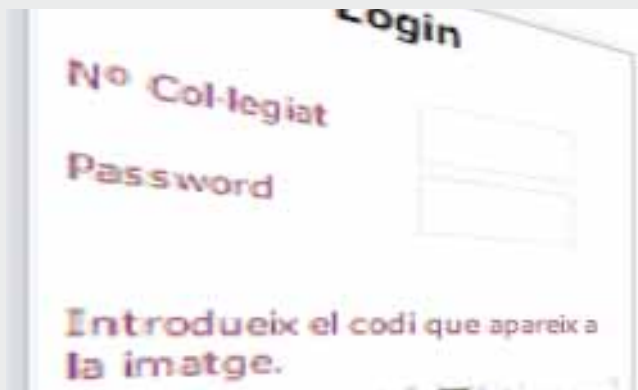 Login
Nº Col·legiat
Password
Introdueix el codi que apareix a
la imatge.